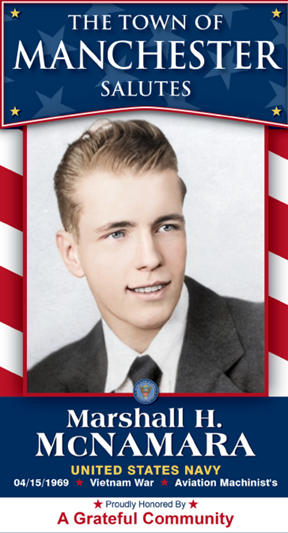 THE TOWN OF
MANCHESTER
SALUTES
Marshall H.
McNAMARA
UNITED STATES NAVY
04/15/1969 ★ Vietnam War ★ Aviation Machinist's
★ Proudly Honored By ★
A Grateful Community